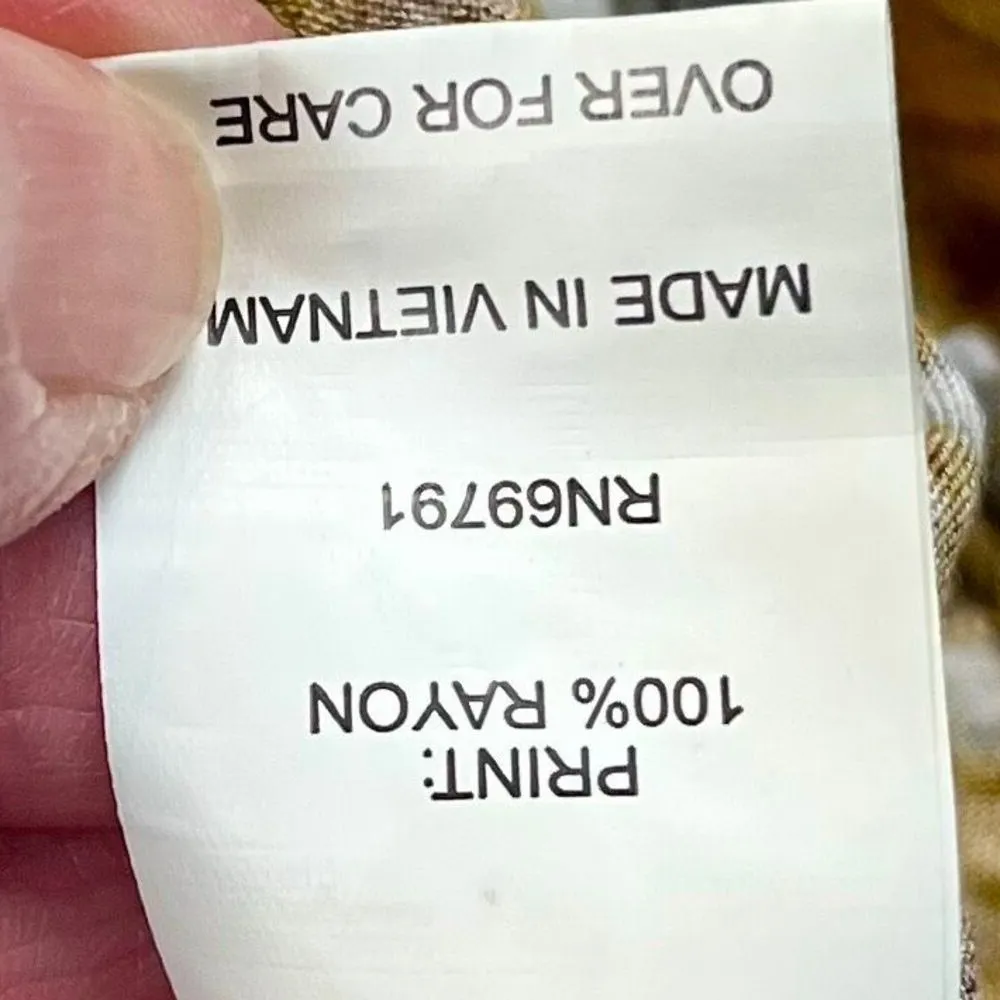 PRINT:
100% RAYON
RN69791
MADE IN VIETNAM
OVER FOR CARE